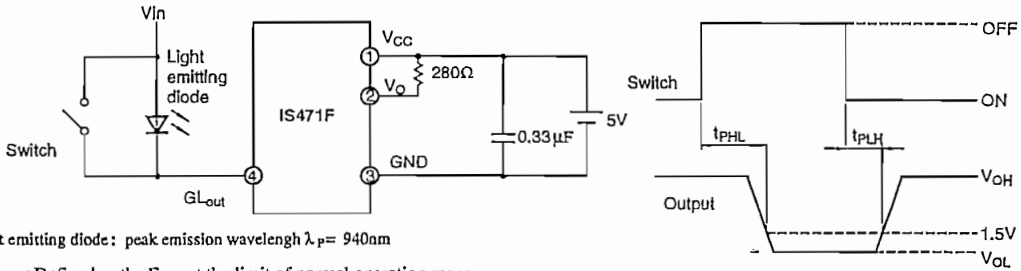 Vin
Light
emitting
diode
Switch
GLout
4
IS471F
1
VCC
2
VO
280Ω
3
GND
0.33μF
5V
Switch
OFF
ON
tPHL
tPLH
Output
VOH
1.5V
VOL
t emitting diode: peak emission wavelengh λP= 940nm